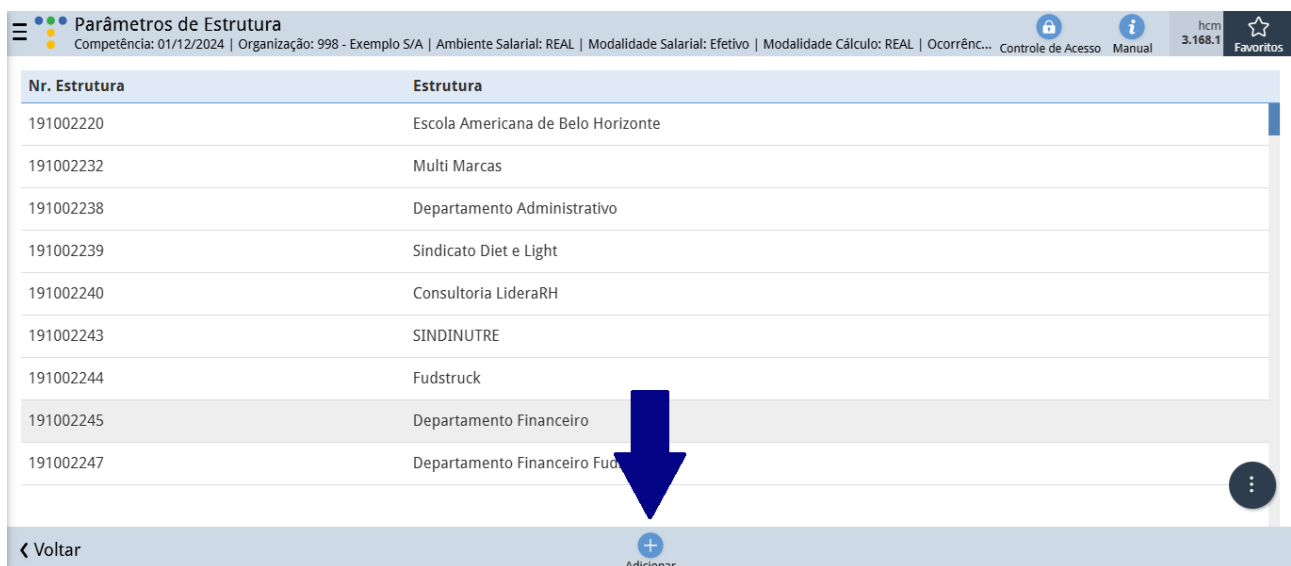 Parâmetros de Estrutura
Competência: 01/12/2024 | Organização: 998 - Exemplo S/A | Ambiente Salarial: REAL | Modalidade Salarial: Efetivo | Modalidade Cálculo: REAL | Ocorrênc...
Controle de Acesso
Manual
hcm
3.168.1
Favoritos
Nr. Estrutura Estrutura
191002220 Escola Americana de Belo Horizonte
191002232 Multi Marcas
191002238 Departamento Administrativo
191002239 Sindicato Diet e Light
191002240 Consultoria LideraRH
191002243 SINDINUTRE
191002244 Fudstruck
191002245 Departamento Financeiro
191002247 Departamento Financeiro
Voltar
Adicionar